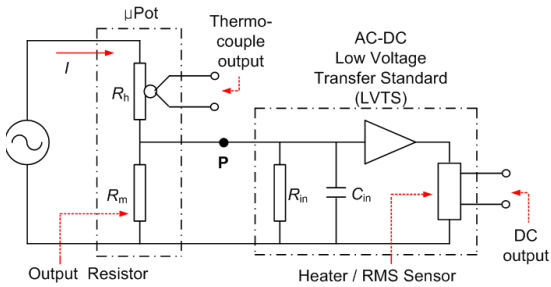 μPot
Thermo-
couple
output
AC-DC
Low Voltage
Transfer Standard
(LVTS)
I
Rh
P
Rm
Rin
Cin
Output Resistor
Heater / RMS Sensor
DC
output